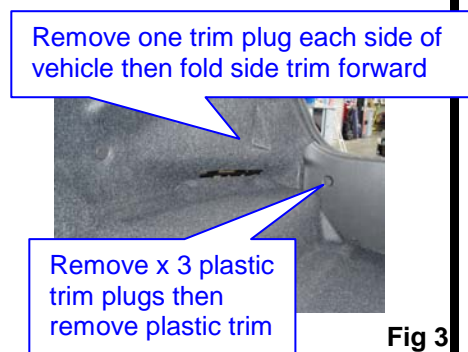 Remove one trim plug each side of
vehicle then fold side trim forward
Remove x 3 plastic
trim plugs then
remove plastic trim
Fig 3